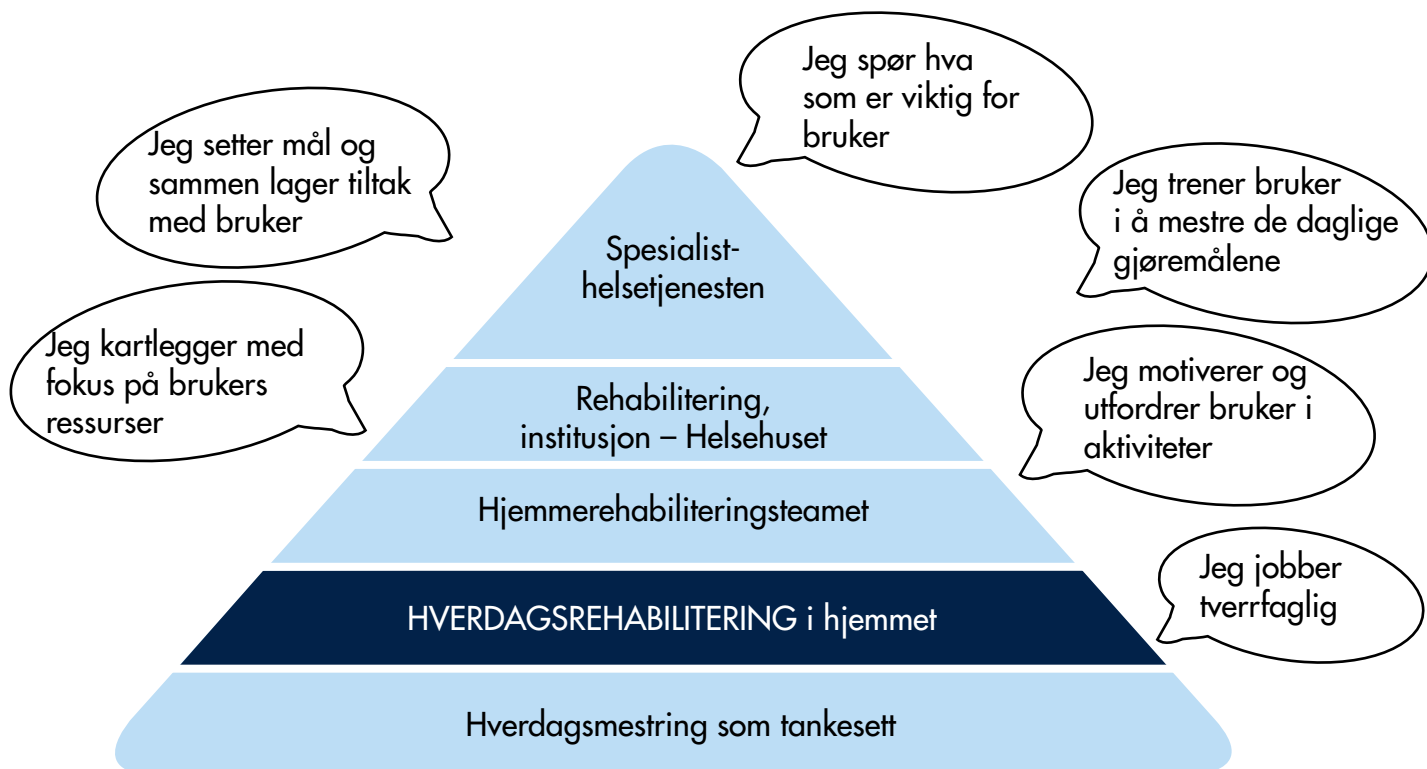 Jeg spør hva
som er viktig for
bruker
Jeg setter mål og
sammen lager tiltak
med bruker
Jeg trener bruker
i å mestre de daglige
gjøremålene
Spesialist-
helsetjenesten
Jeg kartlegger med
fokus på brukers
ressurser
Jeg motiverer og
utfordrer bruker i
aktiviteter
Rehabilitering,
institusjon – Helsehuset
Hjemmerehabiliteringsteamet
Jeg jobber
tverrfaglig
HVERDAGSREHABILITERING i hjemmet
Hverdagsmestring som tankesett